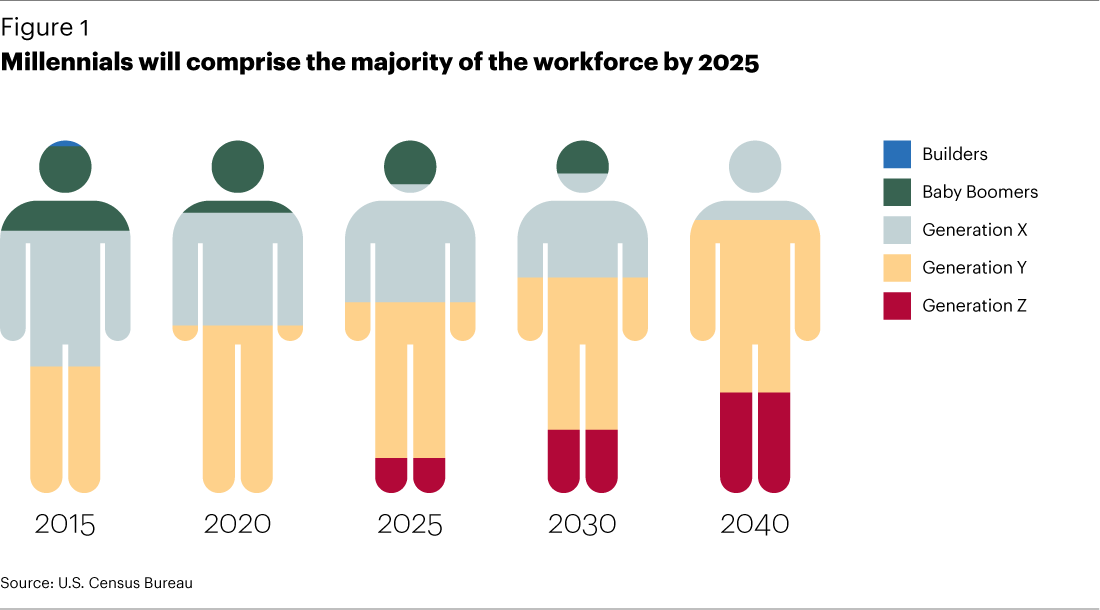 Figure 1
Millennials will comprise the majority of the workforce by 2025
Builders
Baby Boomers
Generation X
Generation Y
Generation Z
2015 2020 2025 2030 2040
Source: U.S. Census Bureau